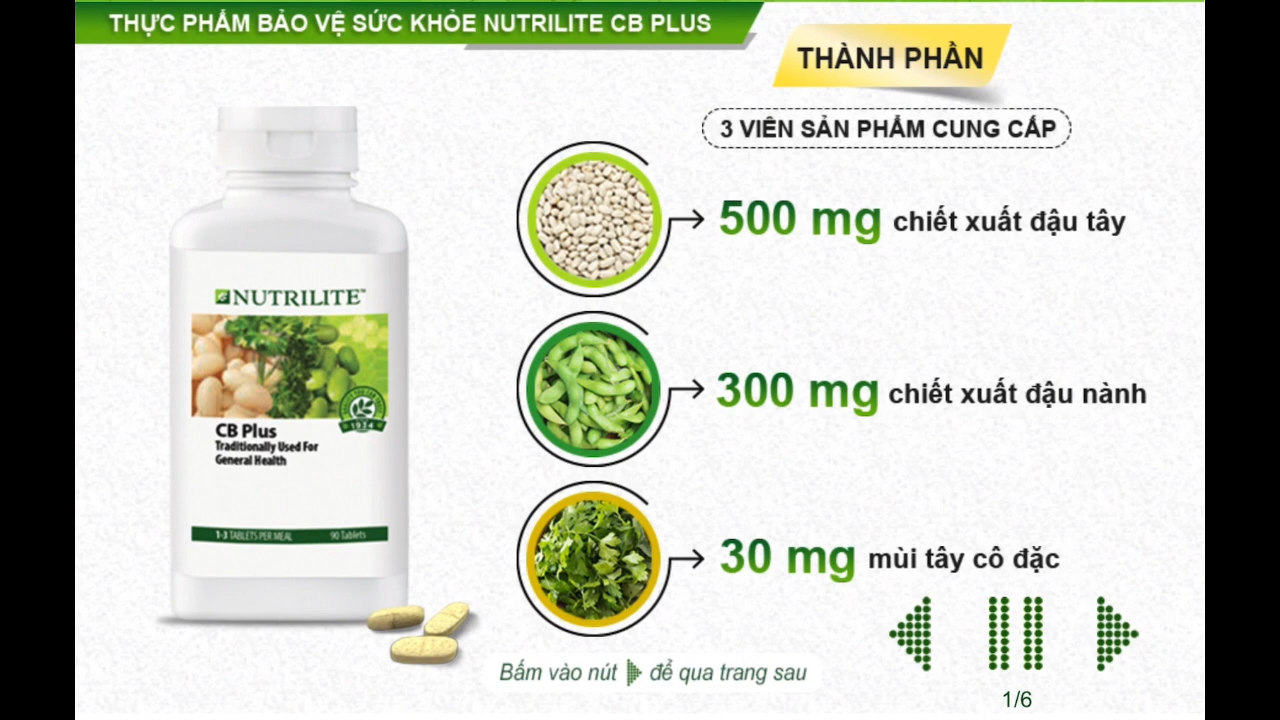 THỰC PHẨM BẢO VỆ SỨC KHỎE NUTRILITE CB PLUS
THÀNH PHẦN
3 VIÊN SẢN PHẨM CUNG CẤP
500 mg chiết xuất đậu tây
300 mg chiết xuất đậu nành
30 mg mùi tây cô đặc
NUTRILITE™
1934
CB Plus
Traditionally Used For
General Health
1-3 TABLETS PER MEAL 90 Tablets
Bấm vào nút để qua trang sau
1/6